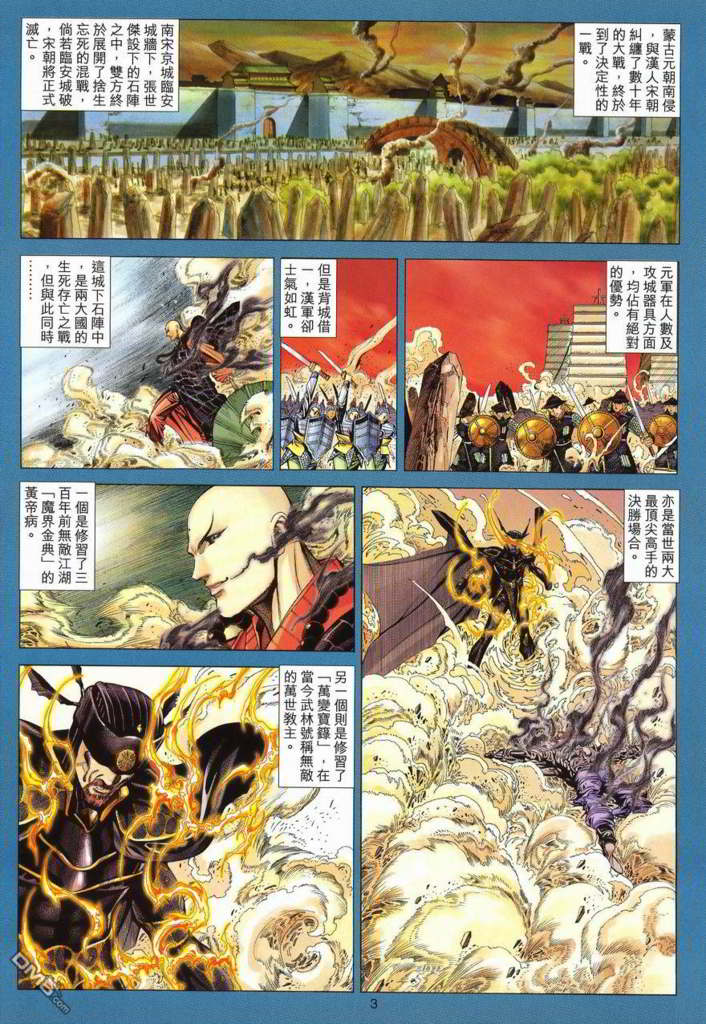 蒙古元朝南侵
，與漢人宋朝
糾纏了數十年
的大戰，終於
到了決定性的
一戰。
南宋京城臨安
城牆下，張世
傑設下的石陣
之中，雙方終
於展開了捨生
忘死的混戰，
倘若臨安城破
，宋朝將正式
滅亡。
元軍在人數及
攻城器具方面
，均佔有絕對
的優勢。
但是背城借
一，漢軍卻
士氣如虹。
這城下石陣中
，是兩大國的
生死存亡之戰
，但與此同時
………
亦是當世兩大
最頂尖高手的
決勝場合。
一個是修習了三
百年前無敵江湖
「魔界金典」的
黃帝病。
另一個則是修習了
「萬變寶籙」，在
當今武林號稱無敵
的萬世教主。
3
DM5.com